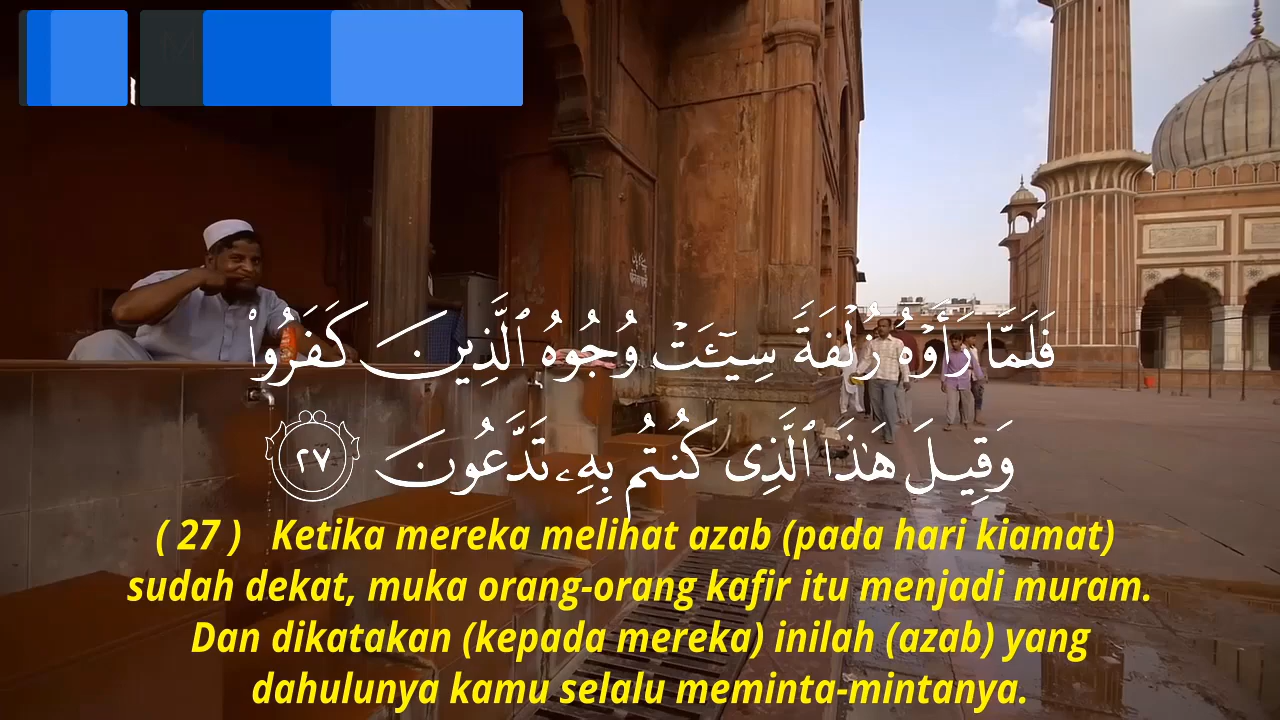 فَلَمَّا رَأَوْهُ زُلْفَةً سِيٓـَٔتْ وُجُوهُ ٱلَّذِينَ كَفَرُوا۟
وَقِيلَ هَٰذَا ٱلَّذِى كُنتُم بِهِۦ تَدَّعُونَ ٢٧
( 27 ) Ketika mereka melihat azab (pada hari kiamat)
sudah dekat, muka orang-orang kafir itu menjadi muram.
Dan dikatakan (kepada mereka) inilah (azab) yang
dahulunya kamu selalu meminta-mintanya.